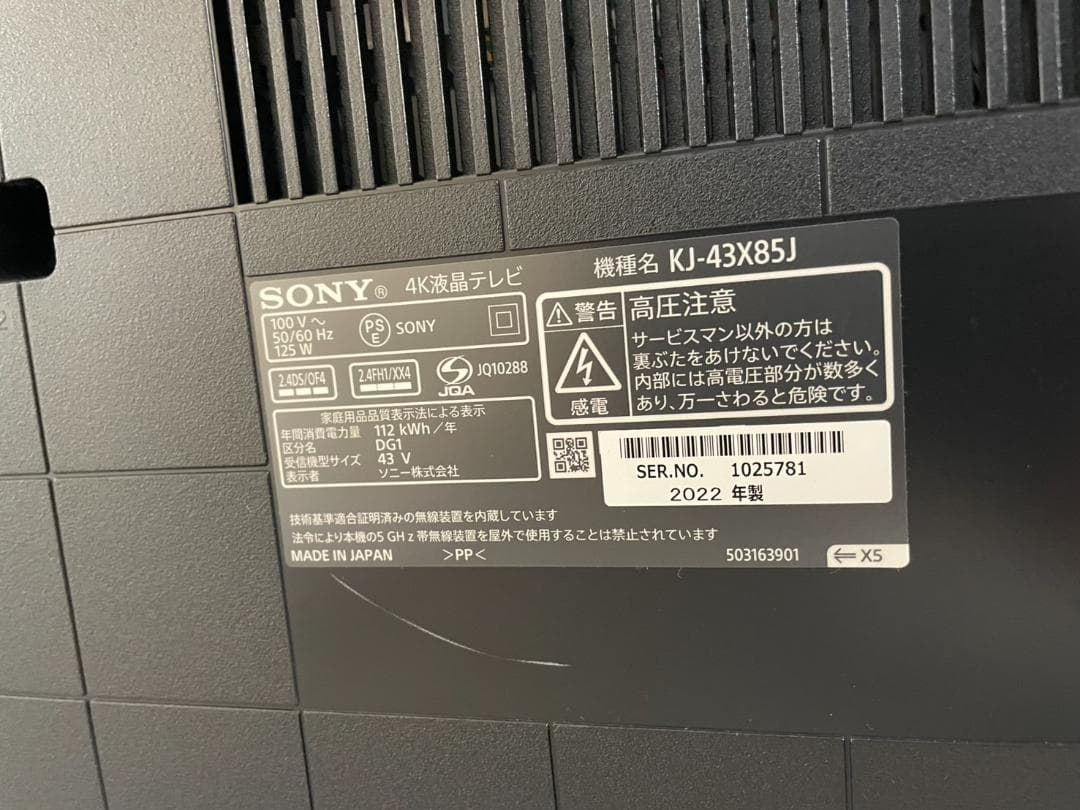 SONY® 4K液晶テレビ
機種名 KJ-43X85J
100 V～
50/60 Hz
125 W
PS
E
SONY
2.4DS/OF4
2.4FH1/XX4
JQA
JQ10288
家庭用品品質表示法による表示
年間消費電力量 112 kWh／年
区分名 DG1
受信機型サイズ 43 V
表示者 ソニー株式会社
警告
感電
高圧注意
サービスマン以外の方は
裏ぶたをあけないでください。
内部には高電圧部分が数多く
あり、万一さわると危険です。
SER.NO. 1025781
2022 年製
技術基準適合証明済みの無線装置を内蔵しています
法令により本機の5 GHz帯無線装置を屋外で使用することは禁止されています
MADE IN JAPAN >PP<
503163901
⇐ X5
2